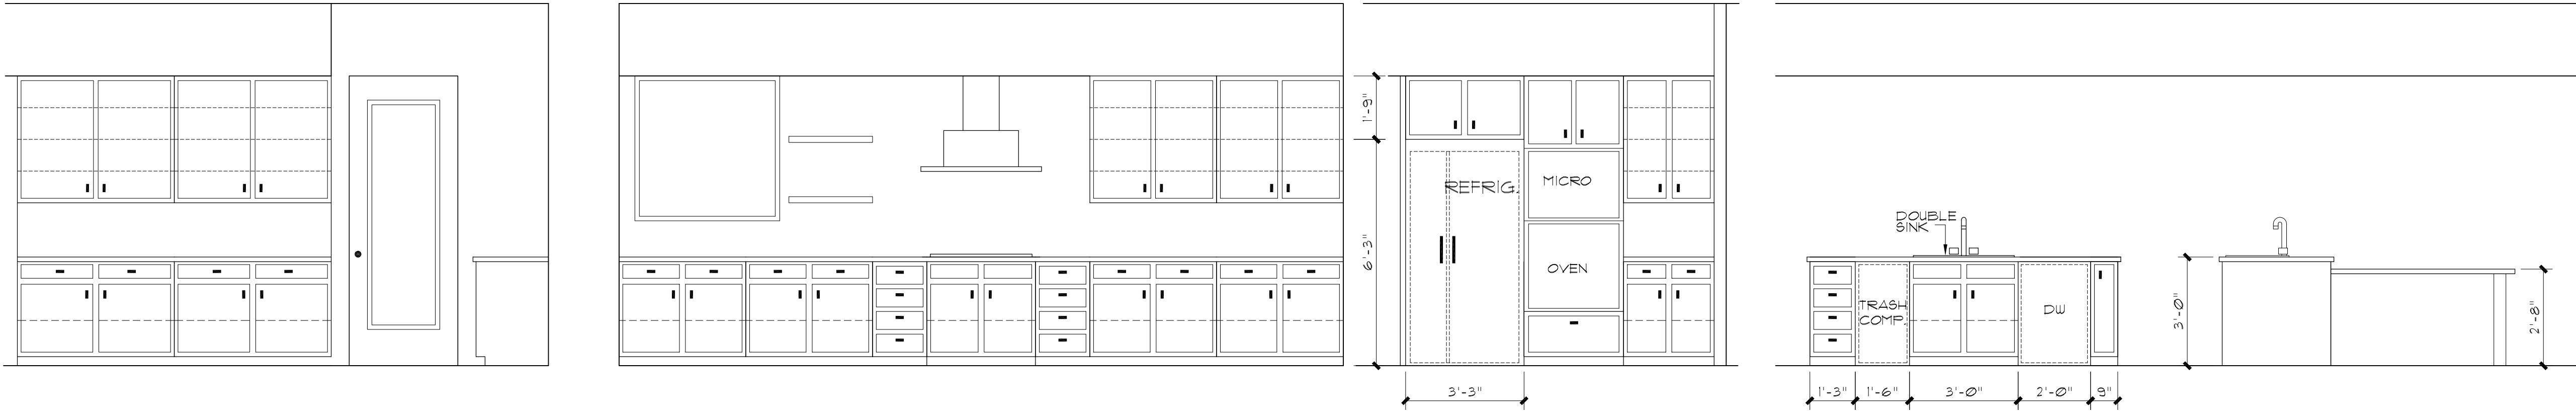 1'-9"
6'-3"
REFRIG.
MICRO
OVEN
3'-3"
DOUBLE
SINK
TRASH
COMP.
DW
1'-3" 1'-6" 3'-0" 2'-0" 9"
3'-0"
2'-8"